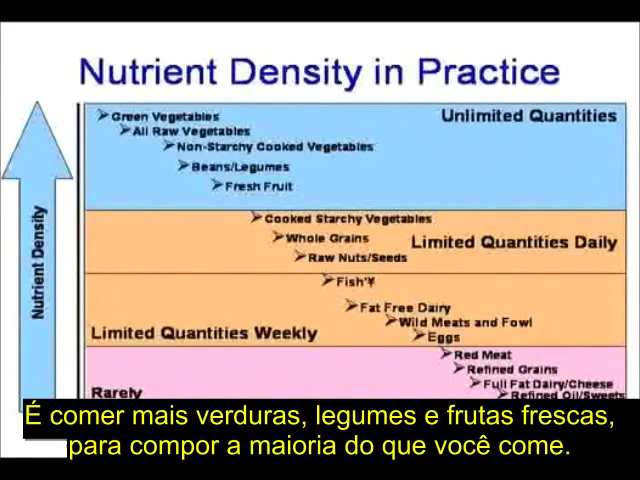 Nutrient Density in Practice
Green Vegetables
Unlimited Quantities
All Raw Vegetables
Non-Starchy Cooked Vegetables
Beans/Legumes
Fresh Fruit
Nutrient Density
Cooked Starchy Vegetables
Whole Grains
Limited Quantities Daily
Raw Nuts/Seeds
Fish*¥
Fat Free Dairy
Wild Meats and Fowl
Limited Quantities Weekly
Eggs
Red Meat
Refined Grains
Full Fat Dairy/Cheese
Rarely
Refined Oil/Sweets
É comer mais verduras, legumes e frutas frescas,
para compor a maioria do que você come.